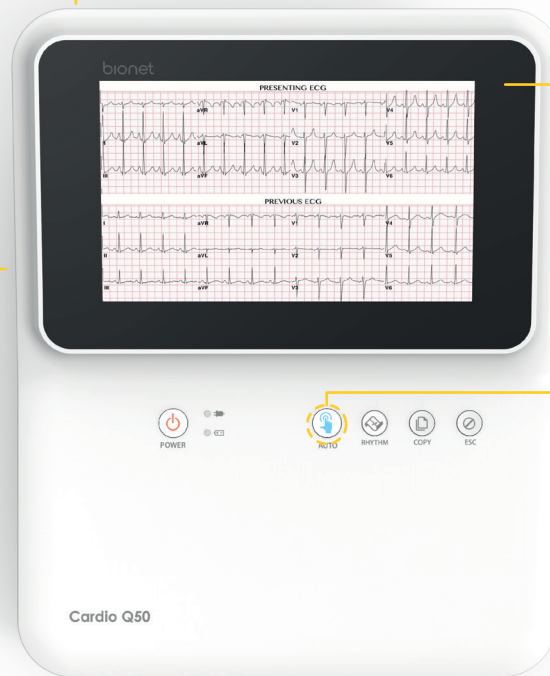 bionet
PRESENTING ECG
aVR V1 V4
I aVL V2 V5
III aVF V3 V6
PREVIOUS ECG
I aVR V1 V4
II aVL V2 V5
III aVF V3 V6
POWER AUTO RHYTHM COPY ESC
Cardio Q50